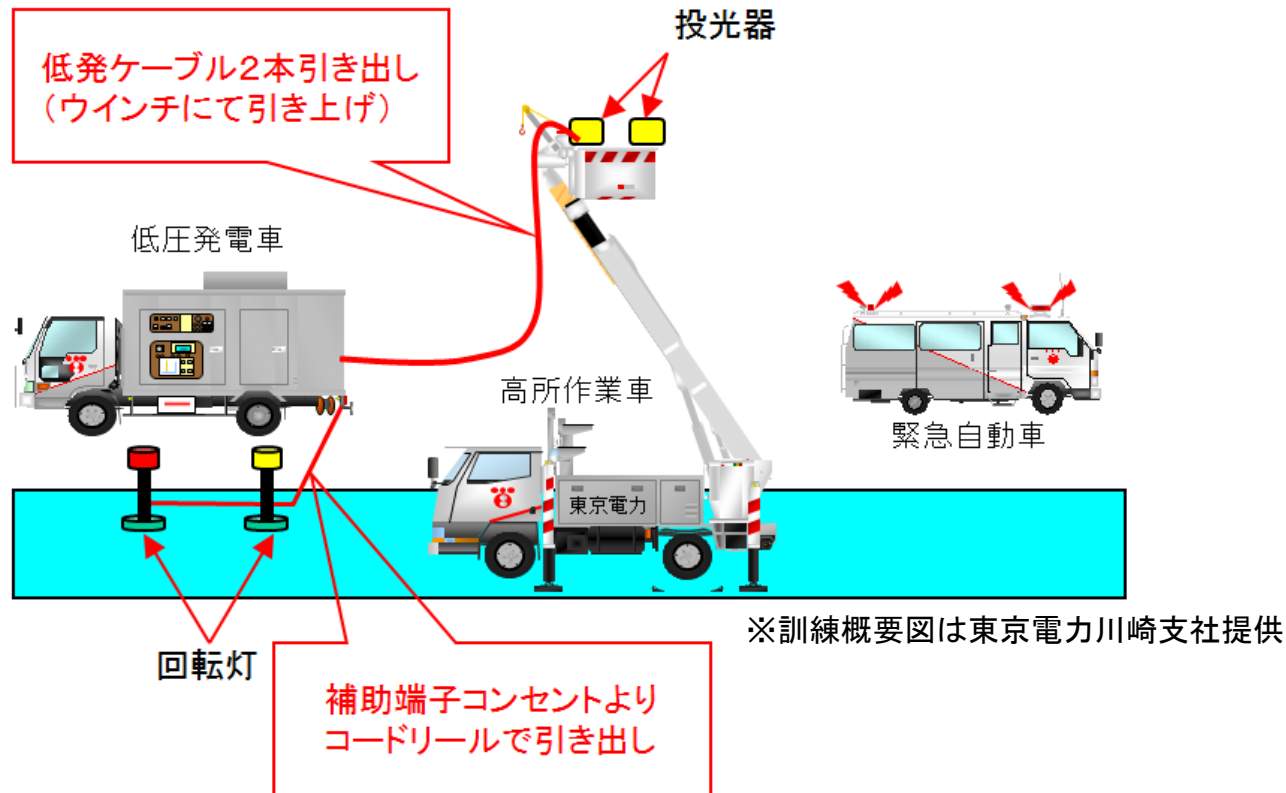 投光器
低発ケーブル2本引き出し
(ウインチにて引き上げ)
低圧発電車
高所作業車
緊急自動車
東京電力
※訓練概要図は東京電力川崎支社提供
回転灯
補助端子コンセントより
コードリールで引き出し